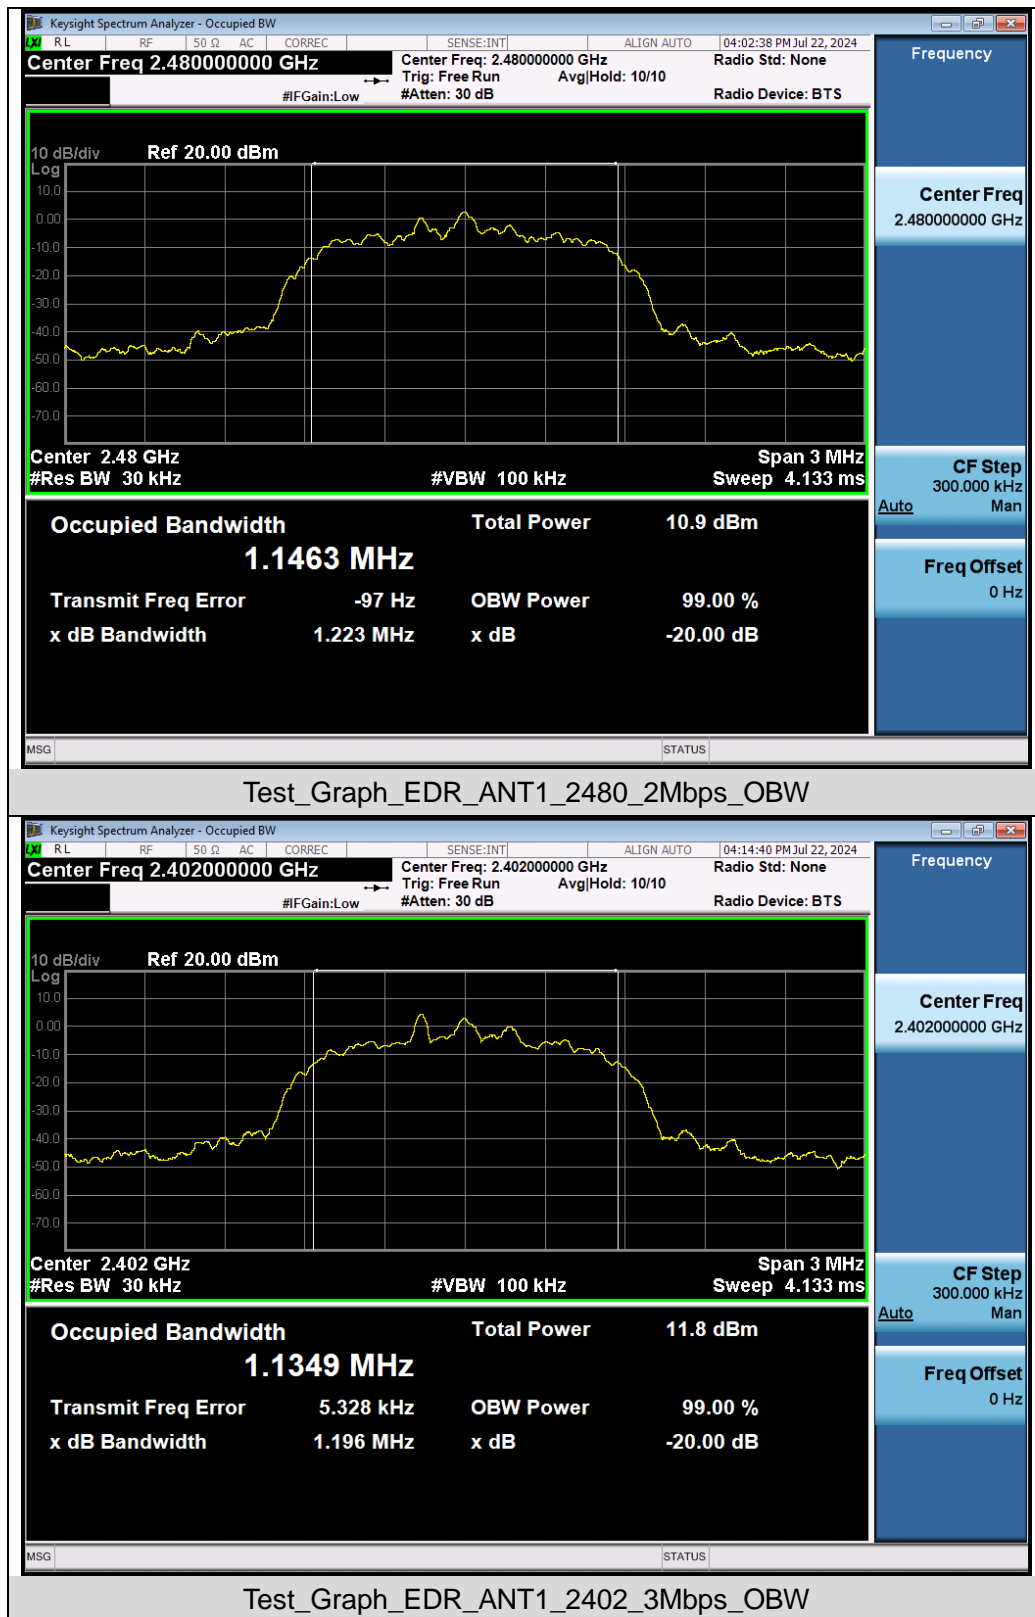 Keysight Spectrum Analyzer - Occupied BW
LXI RL RF 50 Ω AC CORREC SENSE:INT ALIGN AUTO 04:02:38 PM Jul 22, 2024
Center Freq 2.480000000 GHz
Center Freq: 2.480000000 GHz
Radio Std: None
Trig: Free Run Avg|Hold: 10/10
#IFGain:Low
#Atten: 30 dB
Radio Device: BTS
10 dB/div Ref 20.00 dBm
Log
10.0
0.00
-10.0
-20.0
-30.0
-40.0
-50.0
-60.0
-70.0
Center 2.48 GHz Span 3 MHz
#Res BW 30 kHz #VBW 100 kHz Sweep 4.133 ms
Occupied Bandwidth Total Power 10.9 dBm
1.1463 MHz
Transmit Freq Error -97 Hz OBW Power 99.00 %
x dB Bandwidth 1.223 MHz x dB -20.00 dB
MSG STATUS
Frequency
Center Freq
2.480000000 GHz
CF Step
300.000 kHz
Auto Man
Freq Offset
0 Hz
Test_Graph_EDR_ANT1_2480_2Mbps_OBW
Keysight Spectrum Analyzer - Occupied BW
LXI RL RF 50 Ω AC CORREC SENSE:INT ALIGN AUTO 04:14:40 PM Jul 22, 2024
Center Freq 2.402000000 GHz
Center Freq: 2.402000000 GHz
Radio Std: None
Trig: Free Run Avg|Hold: 10/10
#IFGain:Low
#Atten: 30 dB
Radio Device: BTS
10 dB/div Ref 20.00 dBm
Log
10.0
0.00
-10.0
-20.0
-30.0
-40.0
-50.0
-60.0
-70.0
Center 2.402 GHz Span 3 MHz
#Res BW 30 kHz #VBW 100 kHz Sweep 4.133 ms
Occupied Bandwidth Total Power 11.8 dBm
1.1349 MHz
Transmit Freq Error 5.328 kHz OBW Power 99.00 %
x dB Bandwidth 1.196 MHz x dB -20.00 dB
MSG STATUS
Frequency
Center Freq
2.402000000 GHz
CF Step
300.000 kHz
Auto Man
Freq Offset
0 Hz
Test_Graph_EDR_ANT1_2402_3Mbps_OBW